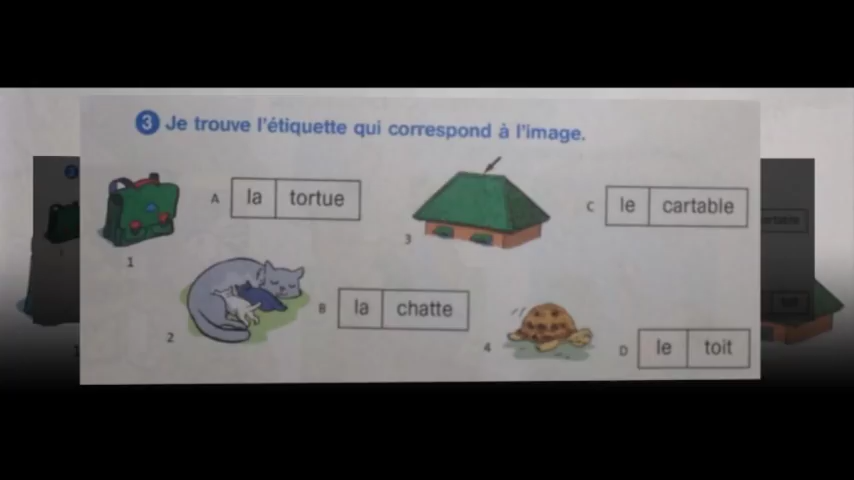 3 Je trouve l'étiquette qui correspond à l'image.
A la tortue
C le cartable
3
1
B la chatte
2
4
D le toit